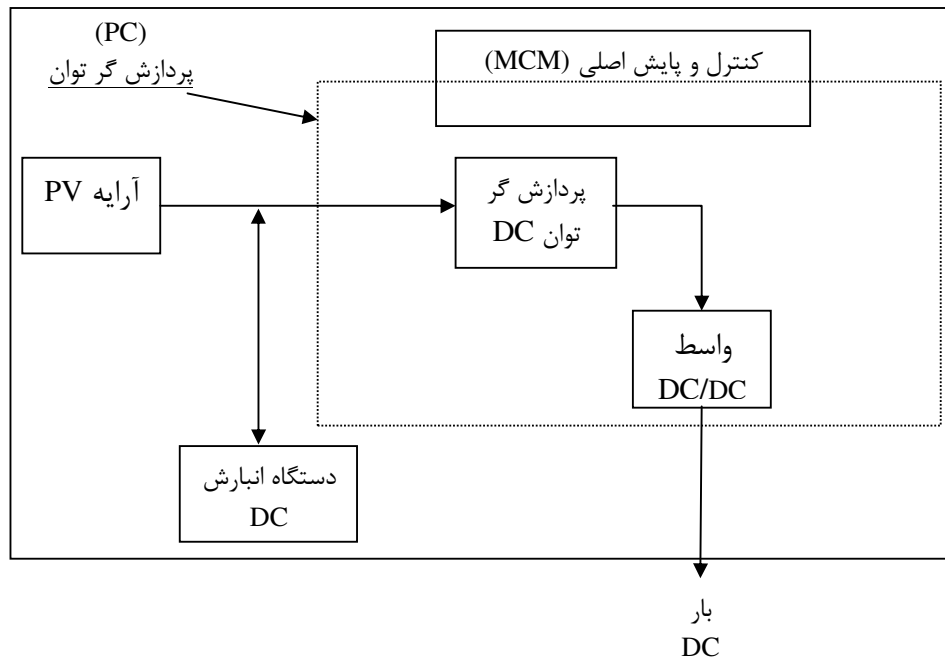 (PC)
پردازش گر توان
کنترل و پایش اصلی (MCM)
آرایه PV
پردازش گر
توان DC
واسط
DC/DC
دستگاه انبارش
DC
بار
DC